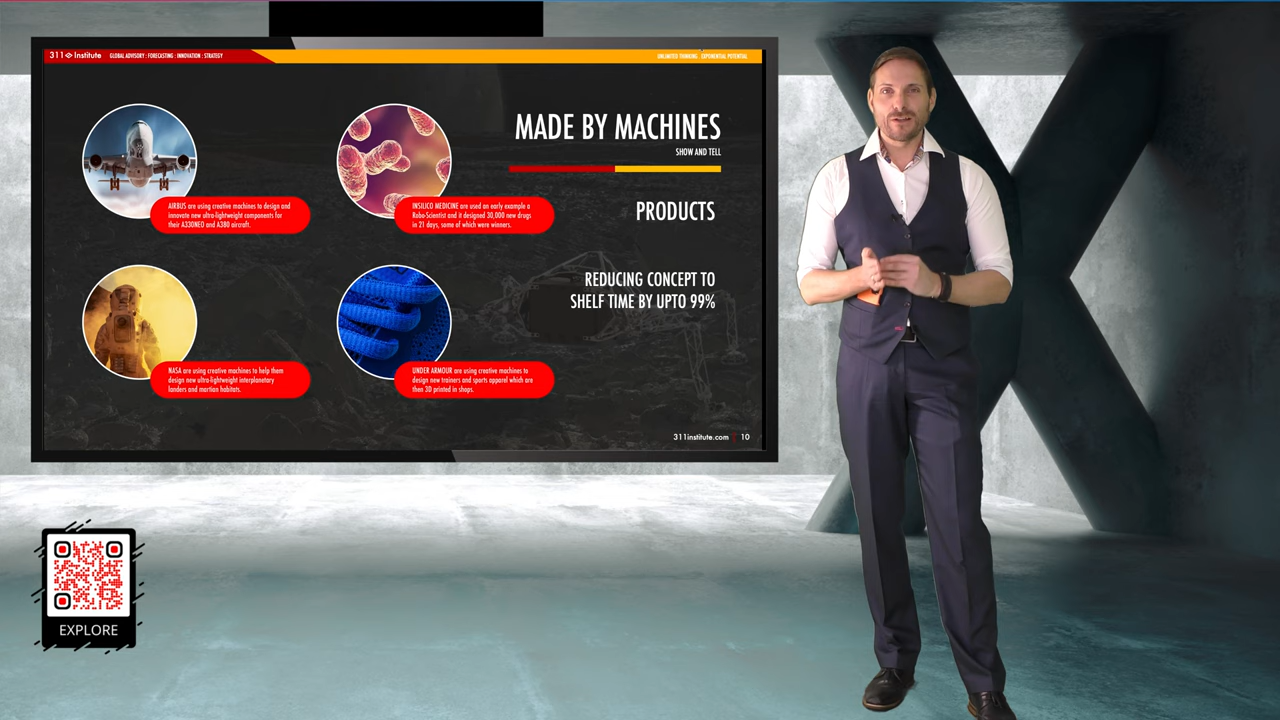 311 Institute
GLOBAL ADVISORY : FORECASTING : INNOVATION : STRATEGY
UNLIMITED THINKING . EXPONENTIAL POTENTIAL
MADE BY MACHINES
SHOW AND TELL
PRODUCTS
REDUCING CONCEPT TO
SHELF TIME BY UPTO 99%
AIRBUS are using creative machines to design and
innovate new ultra-lightweight components for
their A330NEO and A380 aircraft.
INSILICO MEDICINE are used an early example a
Robo-Scientist and it designed 30,000 new drugs
in 21 days, some of which were winners.
NASA are using creative machines to help them
design new ultra-lightweight interplanetary
landers and martian habitats.
UNDER ARMOUR are using creative machines to
design new trainers and sports apparel which are
then 3D printed in shops.
311institute.com | 10
EXPLORE